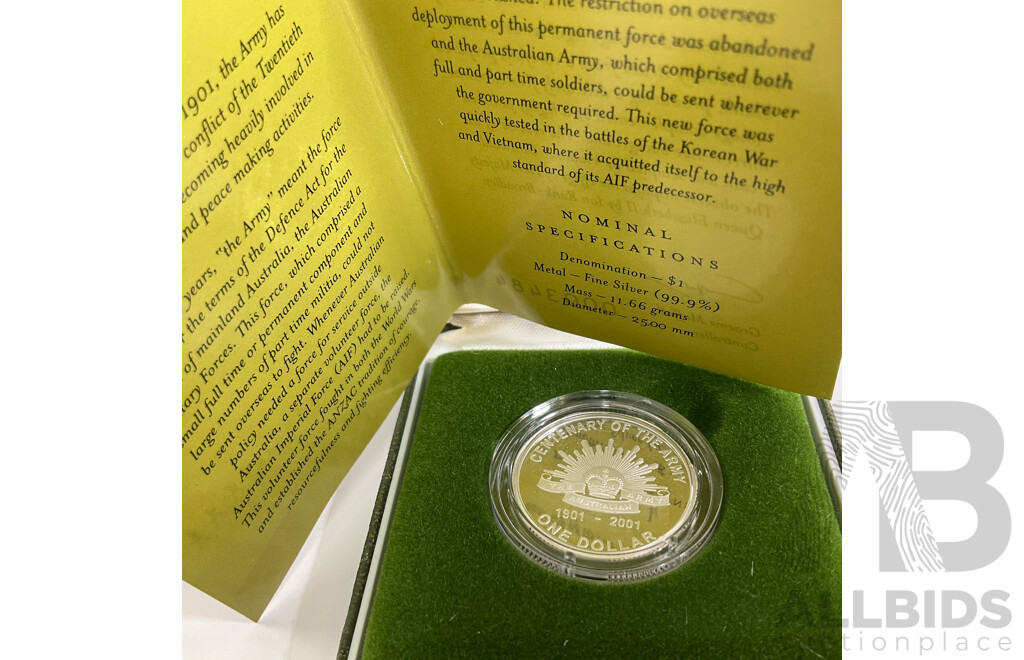 1901, the Army has
conflict of the Twentieth
coming heavily involved in
nd peace making activities.
years, "the Army" meant the force
the terms of the Defence Act for the
of mainland Australia, the Australian
ary Forces. This force, which comprised a
mall full time or permanent component and
large numbers of part time militia, could not
be sent overseas to fight. Whenever Australian
policy needed a force for service outside
Australia, a separate volunteer force, the
Australian Imperial Force (AIF) had to be raised.
This volunteer force fought in both the World Wars
and established the ANZAC tradition of courage,
resourcefulness and fighting efficiency.
The restriction on overseas
deployment of this permanent force was abandoned
and the Australian Army, which comprised both
full and part time soldiers, could be sent wherever
the government required. This new force was
quickly tested in the battles of the Korean War
and Vietnam, where it acquitted itself to the high
standard of its AIF predecessor.
NOMINAL
SPECIFICATIONS
Denomination — $1
Metal — Fine Silver (99.9%)
Mass — 11.66 grams
Diameter — 25.00 mm
CENTENARY OF THE ARMY
THE ARMY
AUSTRALIAN
1901 - 2001
ONE DOLLAR
AB
ALLBIDS
auctionplace